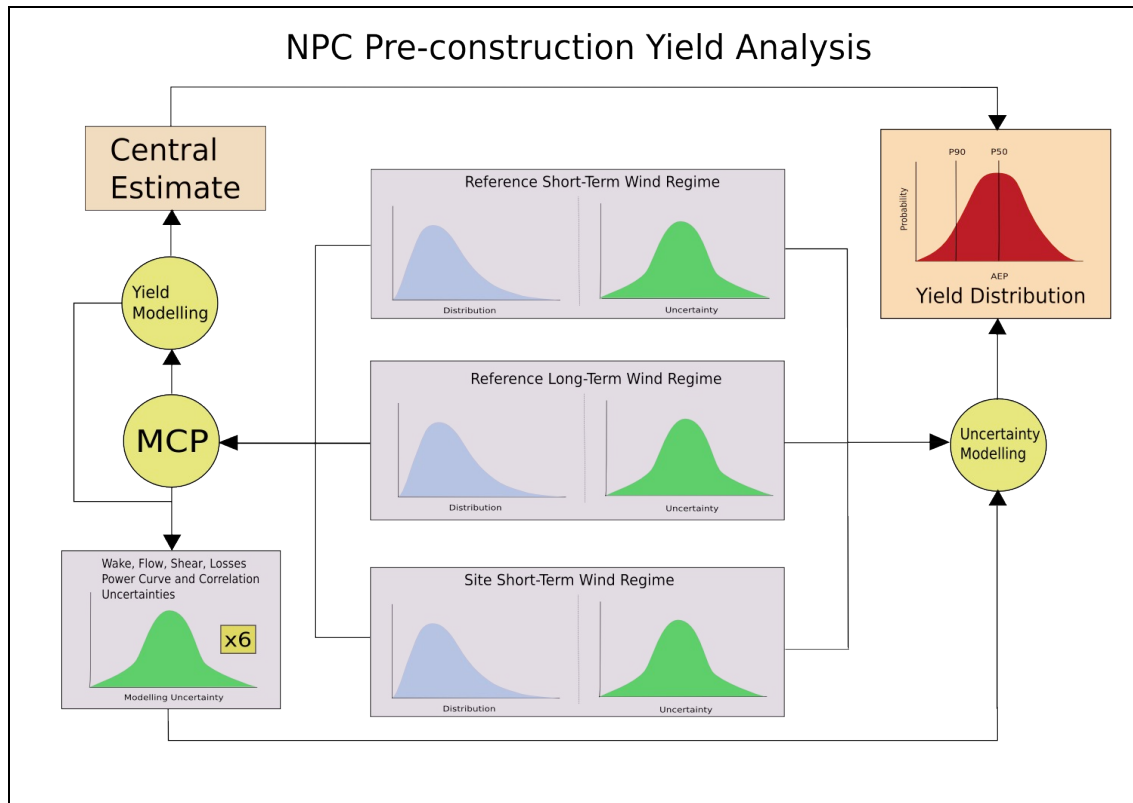 NPC Pre-construction Yield Analysis
Central
Estimate
Yield
Modelling
MCP
Wake, Flow, Shear, Losses
Power Curve and Correlation
Uncertainties
x6
Modelling Uncertainty
Reference Short-Term Wind Regime
Distribution
Uncertainty
Reference Long-Term Wind Regime
Distribution
Uncertainty
Site Short-Term Wind Regime
Distribution
Uncertainty
P90
P50
Probability
AEP
Yield Distribution
Uncertainty
Modelling